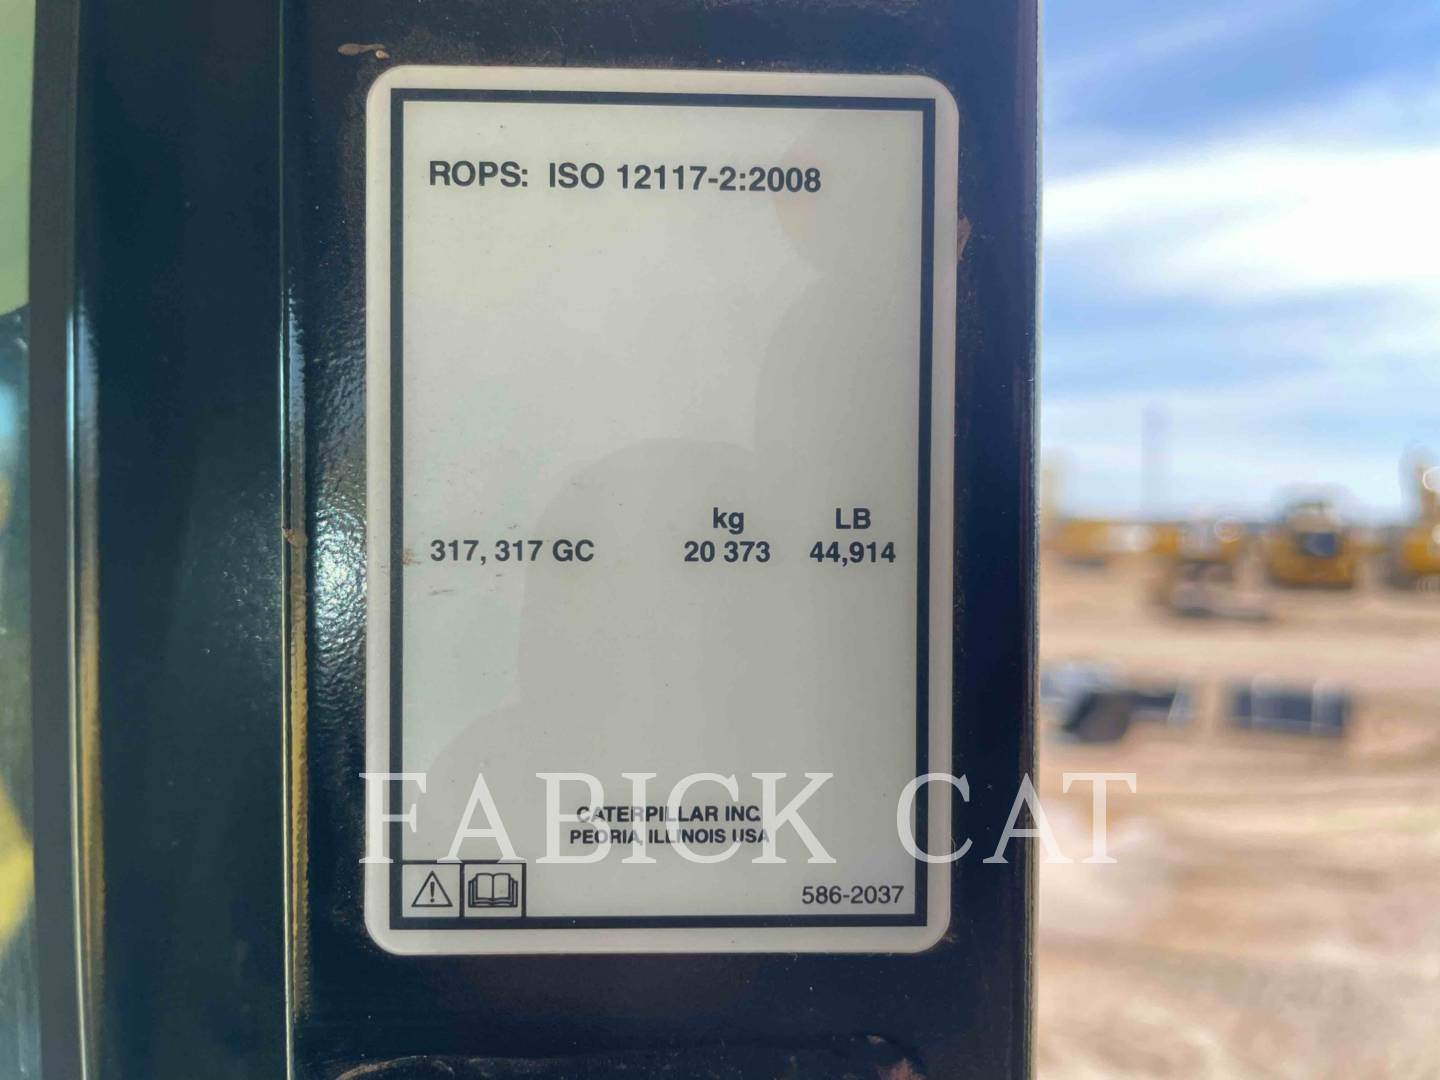 ROPS: ISO 12117-2:2008
kg LB
317, 317 GC 20 373 44,914
FABICK CAT
CATERPILLAR INC
PEORIA, ILLINOIS USA
586-2037